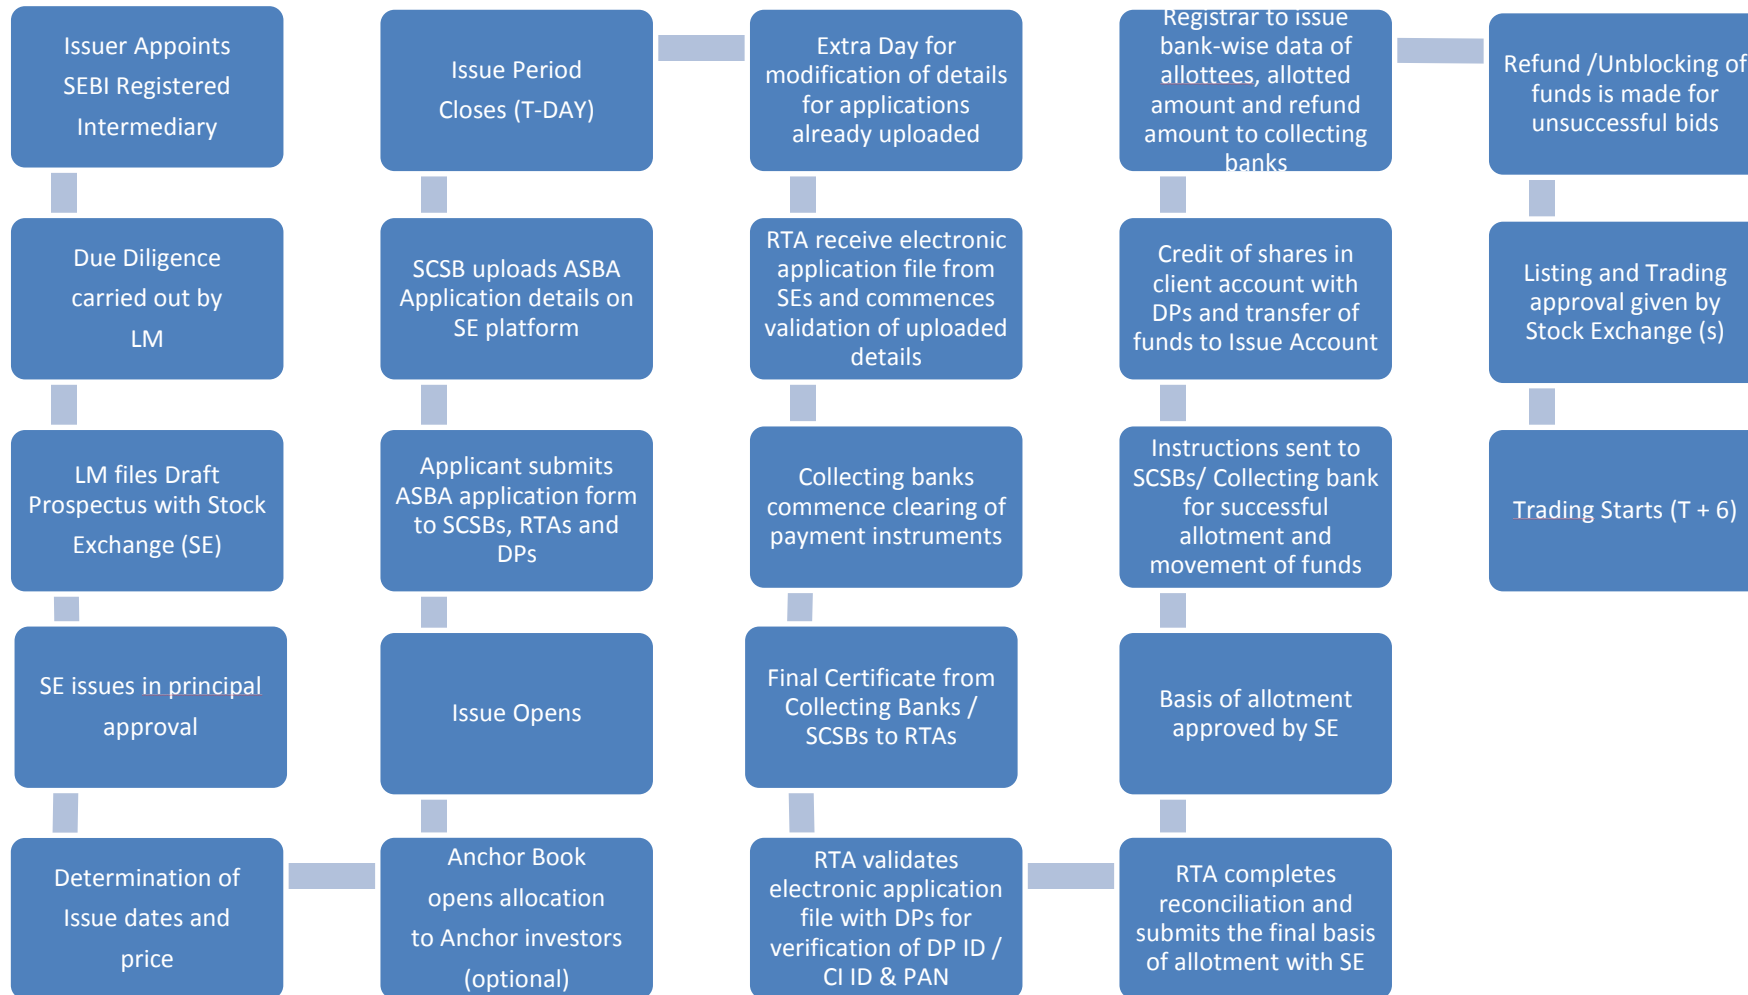 Issuer Appoints
SEBI Registered
Intermediary
Due Diligence
carried out by
LM
LM files Draft
Prospectus with Stock
Exchange (SE)
SE issues in principal
approval
Determination of
Issue dates and
price
Anchor Book
opens allocation
to Anchor investors
(optional)
Issue Opens
Applicant submits
ASBA application form
to SCSBs, RTAs and
DPs
SCSB uploads ASBA
Application details on
SE platform
Issue Period
Closes (T-DAY)
Extra Day for
modification of details
for applications
already uploaded
RTA receive electronic
application file from
SEs and commences
validation of uploaded
details
Collecting banks
commence clearing of
payment instruments
Final Certificate from
Collecting Banks /
SCSBs to RTAs
RTA validates
electronic application
file with DPs for
verification of DP ID /
CI ID & PAN
RTA completes
reconciliation and
submits the final basis
of allotment with SE
Basis of allotment
approved by SE
Instructions sent to
SCSBs/ Collecting bank
for successful
allotment and
movement of funds
Credit of shares in
client account with
DPs and transfer of
funds to Issue Account
Registrar to issue
bank-wise data of
allottees, allotted
amount and refund
amount to collecting
banks
Refund /Unblocking of
funds is made for
unsuccessful bids
Listing and Trading
approval given by
Stock Exchange (s)
Trading Starts (T + 6)